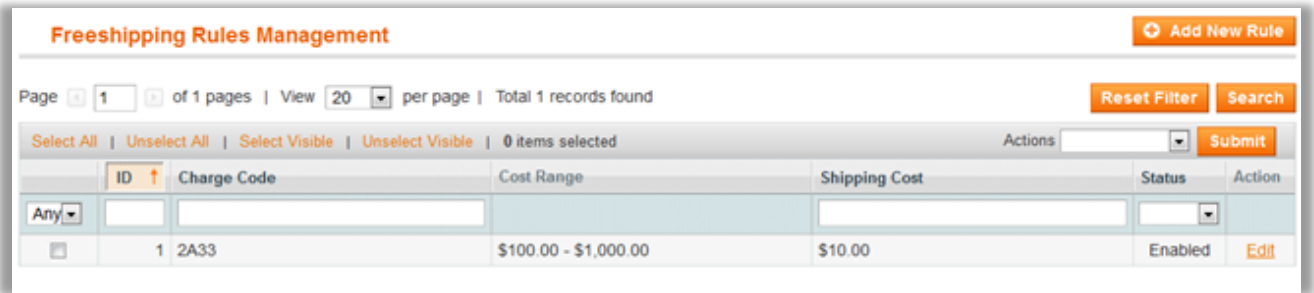 Freeshipping Rules Management Add New Rule
Page 1 of 1 pages | View 20 per page | Total 1 records found Reset Filter Search
Select All | Unselect All | Select Visible | Unselect Visible | 0 items selected Actions Submit
ID Charge Code Cost Range Shipping Cost Status Action
Any
1 2A33 $100.00 - $1,000.00 $10.00 Enabled Edit